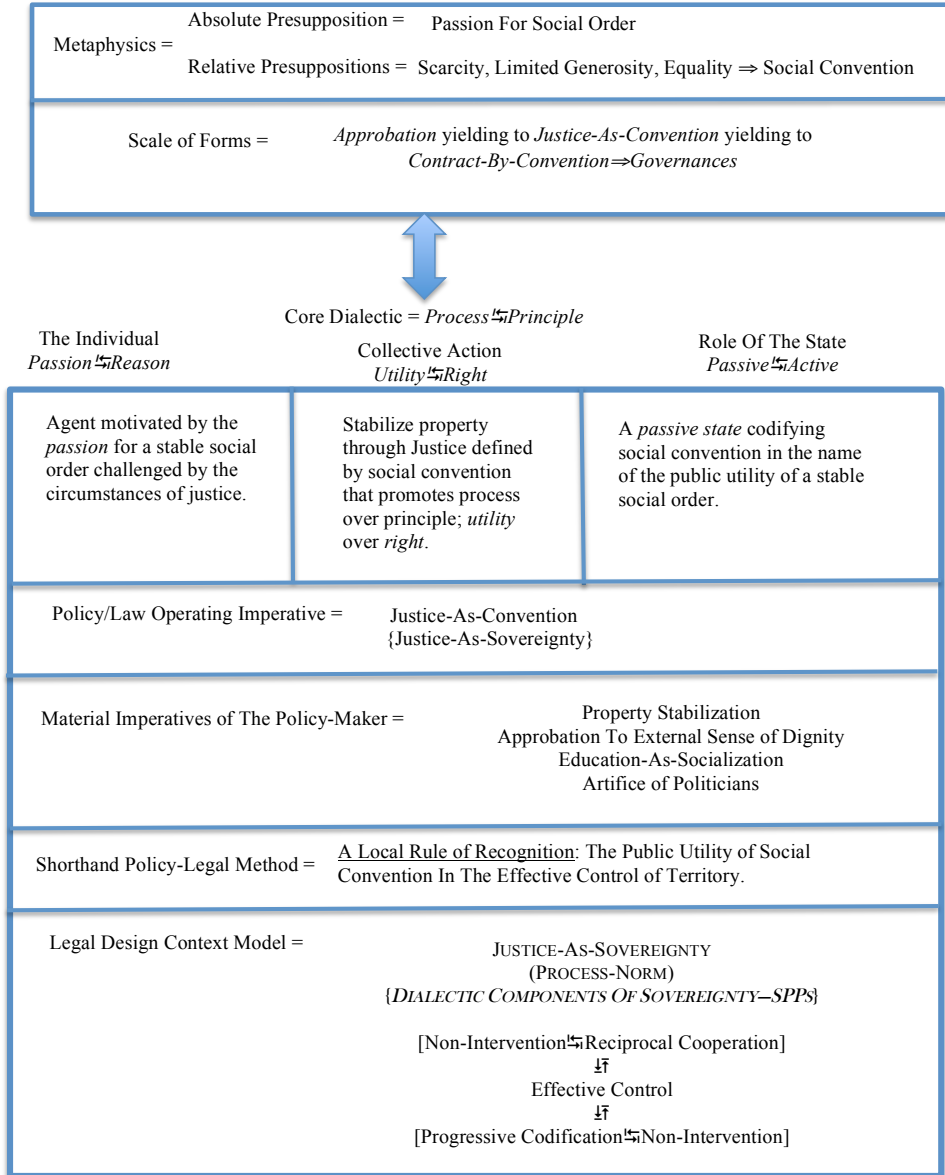 Metaphysics =
Absolute Presupposition = Passion For Social Order
Relative Presuppositions = Scarcity, Limited Generosity, Equality ⇒ Social Convention
Scale of Forms = Approbation yielding to Justice-As-Convention yielding to
Contract-By-Convention⇒Governances
Core Dialectic = Process⇆Principle
The Individual
Passion⇆Reason
Collective Action
Utility⇆Right
Role Of The State
Passive⇆Active
Agent motivated by the
passion for a stable social
order challenged by the
circumstances of justice.
Stabilize property
through Justice defined
by social convention
that promotes process
over principle; utility
over right.
A passive state codifying
social convention in the name
of the public utility of a stable
social order.
Policy/Law Operating Imperative = Justice-As-Convention
{Justice-As-Sovereignty}
Material Imperatives of The Policy-Maker = Property Stabilization
Approbation To External Sense of Dignity
Education-As-Socialization
Artifice of Politicians
Shorthand Policy-Legal Method = A Local Rule of Recognition: The Public Utility of Social
Convention In The Effective Control of Territory.
Legal Design Context Model = JUSTICE-AS-SOVEREIGNTY
(PROCESS-NORM)
{DIALECTIC COMPONENTS OF SOVEREIGNTY–SPPS}
[Non-Intervention⇆Reciprocal Cooperation]
⇵
Effective Control
⇵
[Progressive Codification⇆Non-Intervention]